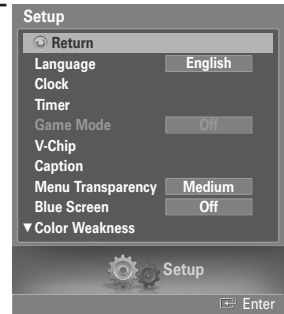 Setup
Return
Language English
Clock
Timer
Game Mode Off
V-Chip
Caption
Menu Transparency Medium
Blue Screen Off
▼ Color Weakness
Setup
Enter